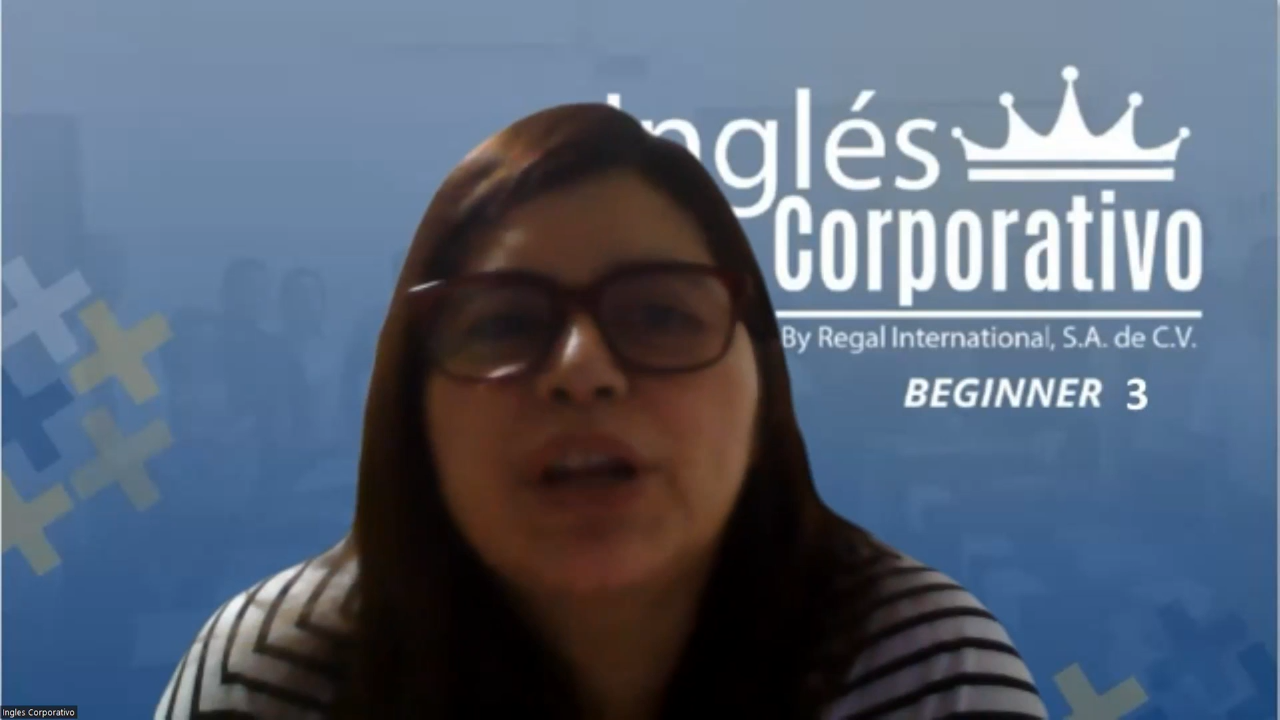 Inglés
Corporativo
By Regal International, S.A. de C.V.
BEGINNER 3
Ingles Corporativo